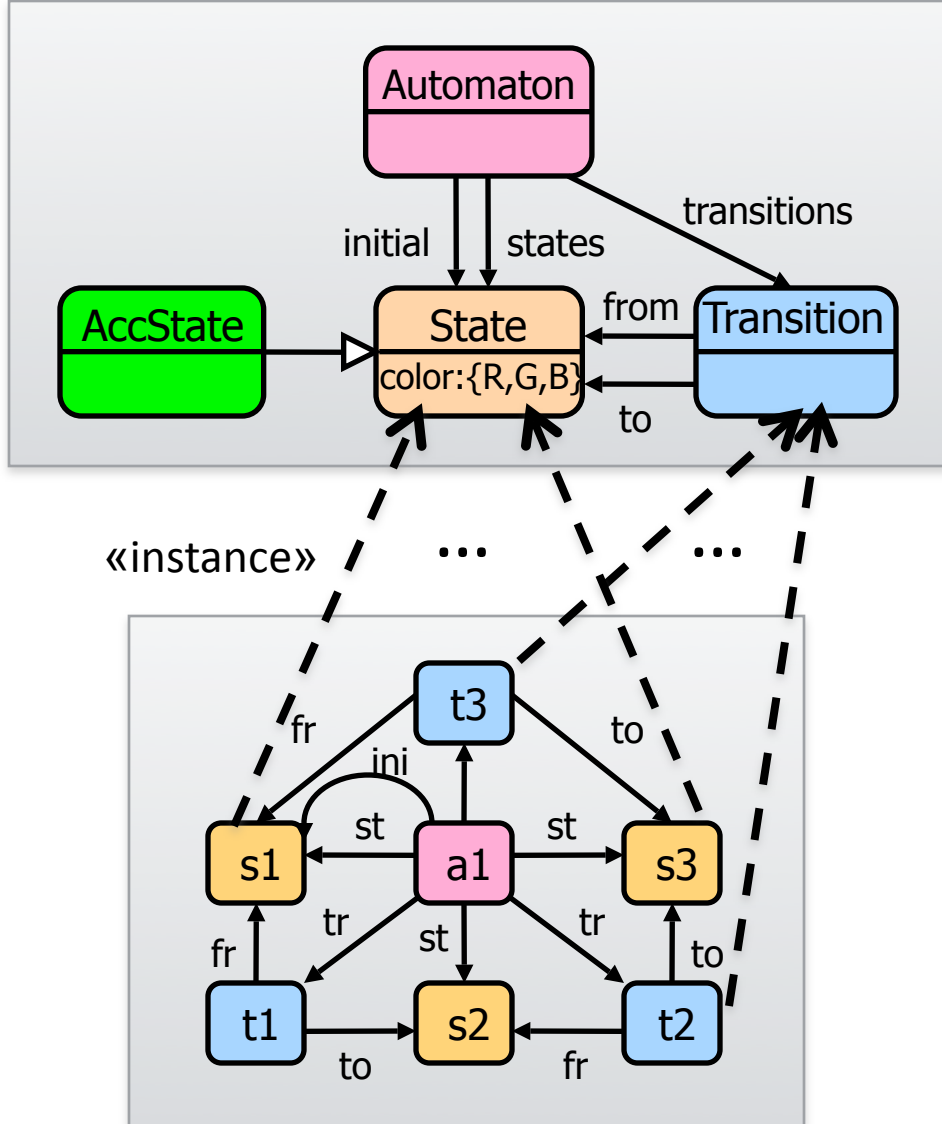 Automaton
initial
states
transitions
AccState
State
color:{R,G,B}
from
to
Transition
«instance»
...
...
t3
fr
to
ini
st
st
s1
a1
s3
fr
tr
st
tr
to
t1
s2
t2
to
fr